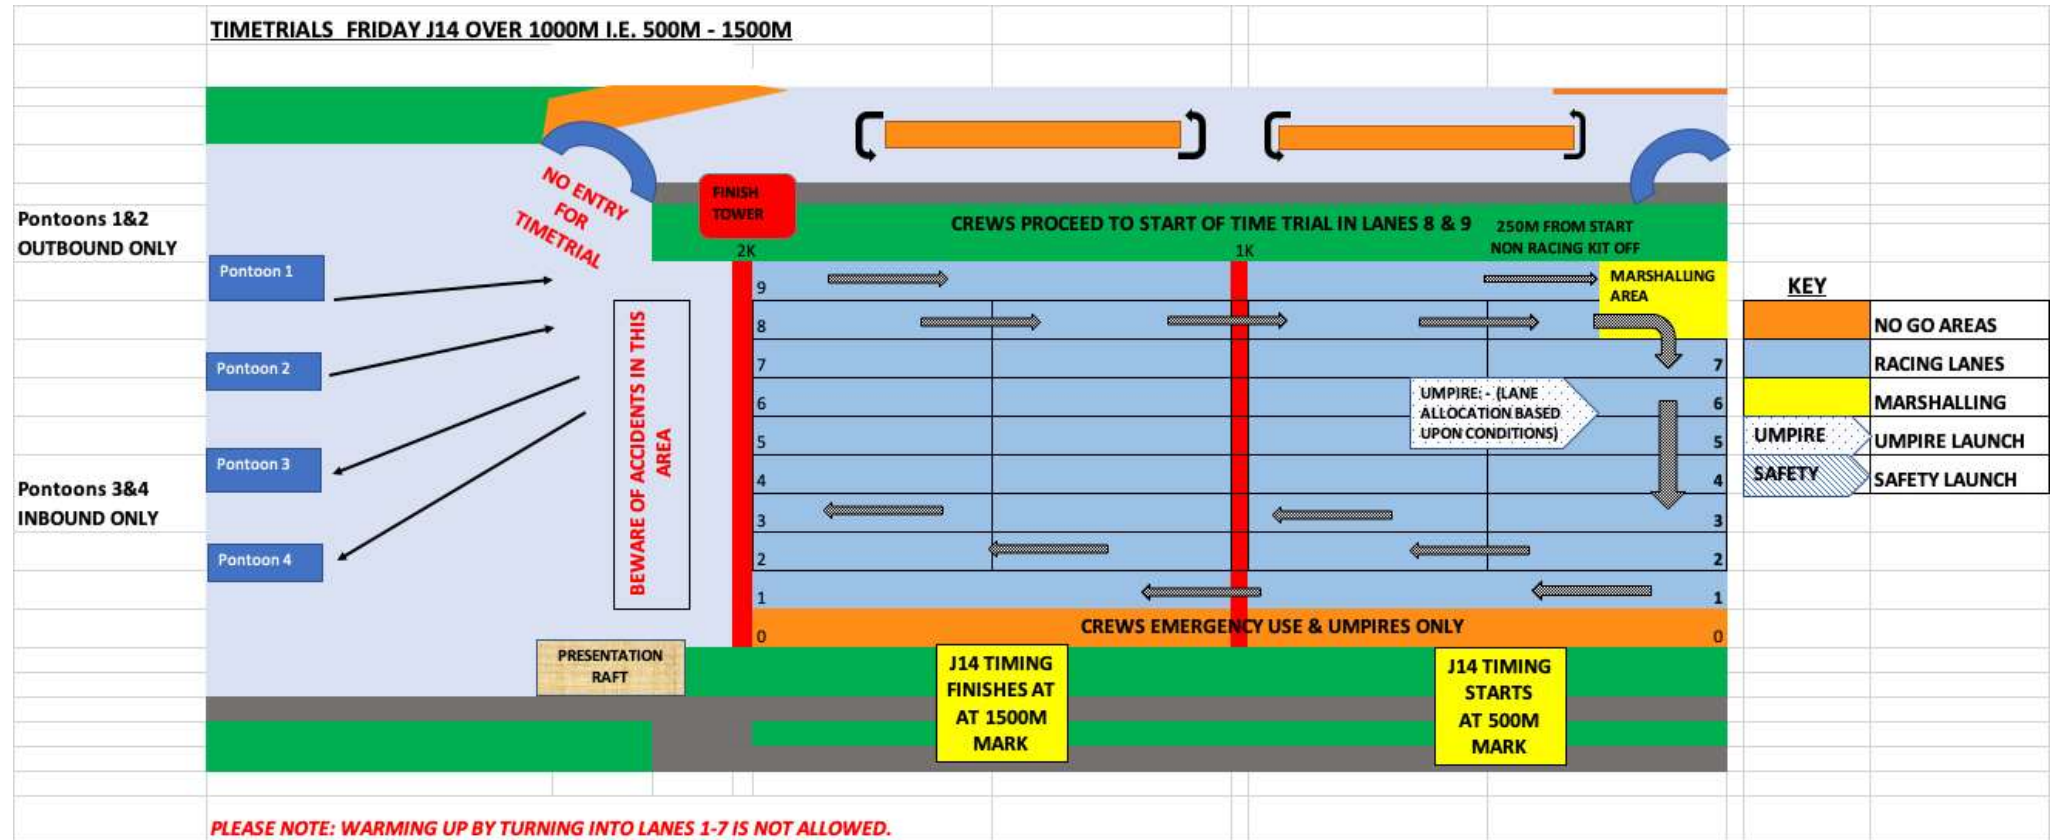 TIMETRIALS FRIDAY J14 OVER 1000M I.E. 500M - 1500M
NO ENTRY
FOR
TIMETRIAL
FINISH
TOWER
CREWS PROCEED TO START OF TIME TRIAL IN LANES 8 & 9
250M FROM START
NON RACING KIT OFF
2K
1K
Pontoons 1&2
OUTBOUND ONLY
Pontoon 1
Pontoon 2
Pontoon 3
Pontoon 4
Pontoons 3&4
INBOUND ONLY
BEWARE OF ACCIDENTS IN THIS
AREA
9
8
7
6
5
4
3
2
1
0
MARSHALLING
AREA
UMPIRE: - (LANE
ALLOCATION BASED
UPON CONDITIONS)
7
6
5
4
3
2
1
0
CREWS EMERGENCY USE & UMPIRES ONLY
PRESENTATION
RAFT
J14 TIMING
FINISHES AT
AT 1500M
MARK
J14 TIMING
STARTS
AT 500M
MARK
KEY
NO GO AREAS
RACING LANES
MARSHALLING
UMPIRE UMPIRE LAUNCH
SAFETY SAFETY LAUNCH
PLEASE NOTE: WARMING UP BY TURNING INTO LANES 1-7 IS NOT ALLOWED.